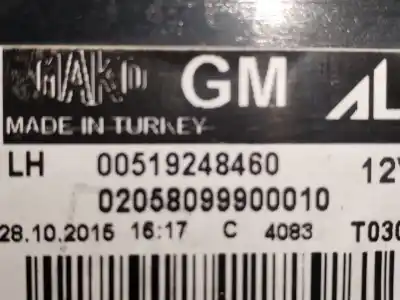 MAKO GM AL
MADE IN TURKEY
LH 00519248460 12V
02058099900010
28.10.2015 16:17 C 4083 T030